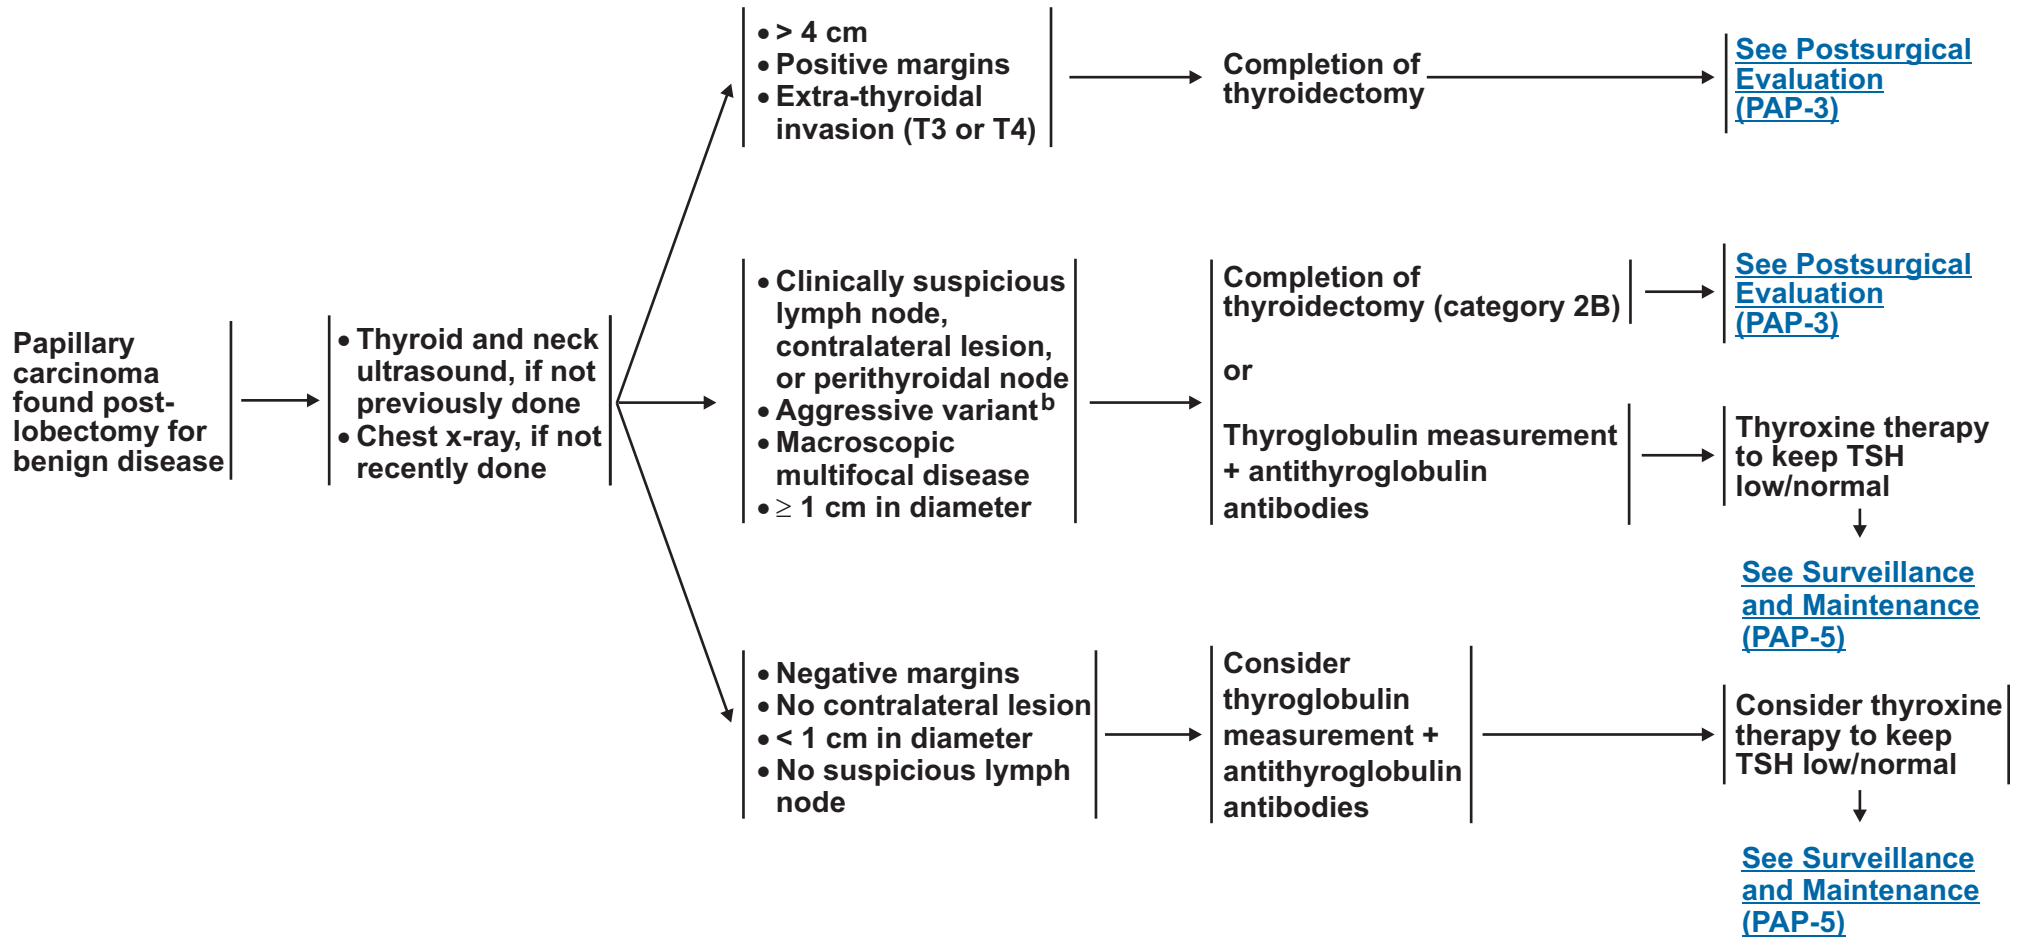 Papillary
carcinoma
found post-
lobectomy for
benign disease
• Thyroid and neck
ultrasound, if not
previously done
• Chest x-ray, if not
recently done
• > 4 cm
• Positive margins
• Extra-thyroidal
invasion (T3 or T4)
Completion of
thyroidectomy
See Postsurgical
Evaluation
(PAP-3)
• Clinically suspicious
lymph node,
contralateral lesion,
or perithyroidal node
• Aggressive variantᵇ
• Macroscopic
multifocal disease
• ≥ 1 cm in diameter
Completion of
thyroidectomy (category 2B)
or
Thyroglobulin measurement
+ antithyroglobulin
antibodies
See Postsurgical
Evaluation
(PAP-3)
Thyroxine therapy
to keep TSH
low/normal
See Surveillance
and Maintenance
(PAP-5)
• Negative margins
• No contralateral lesion
• < 1 cm in diameter
• No suspicious lymph
node
Consider
thyroglobulin
measurement +
antithyroglobulin
antibodies
Consider thyroxine
therapy to keep
TSH low/normal
See Surveillance
and Maintenance
(PAP-5)